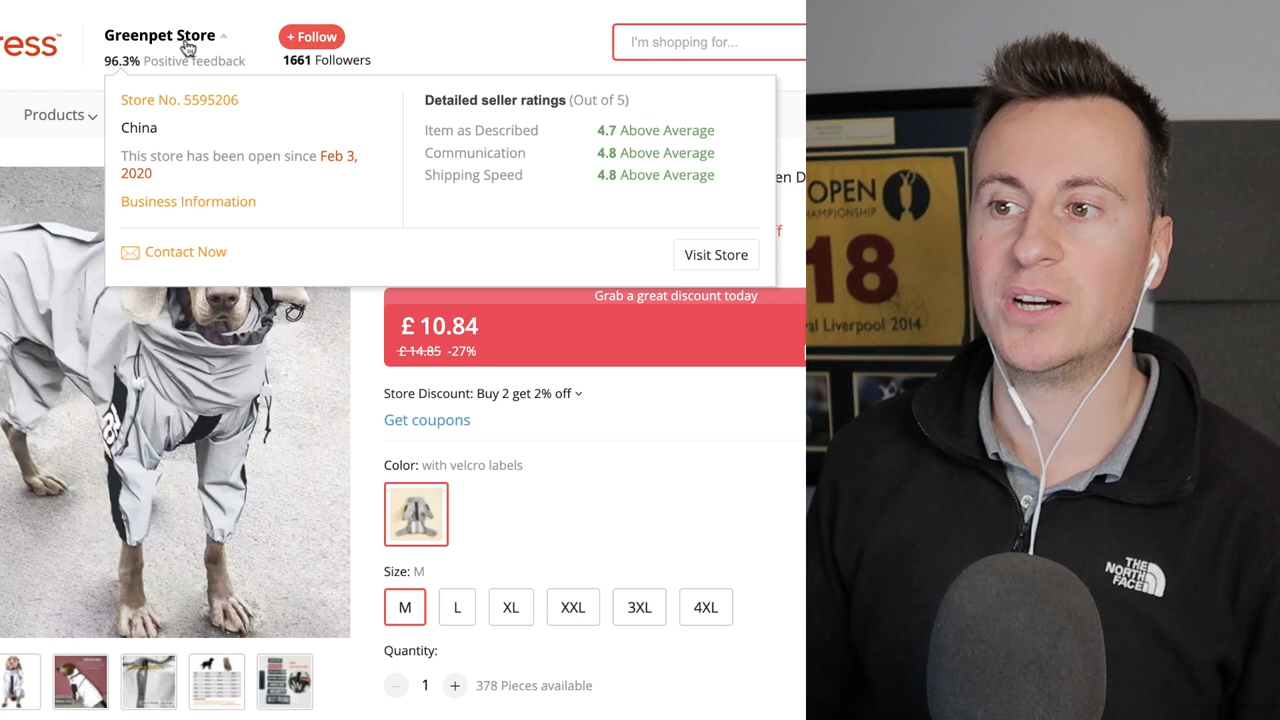 ress™
Greenpet Store
96.3% Positive feedback
+ Follow
1661 Followers
I'm shopping for...
Products
Store No. 5595206
China
This store has been open since Feb 3,
2020
Business Information
Contact Now
Detailed seller ratings (Out of 5)
Item as Described 4.7 Above Average
Communication 4.8 Above Average
Shipping Speed 4.8 Above Average
Visit Store
en D
f
Grab a great discount today
£ 10.84
£ 14.85 -27%
Store Discount: Buy 2 get 2% off
Get coupons
Color: with velcro labels
Size: M
M L XL XXL 3XL 4XL
Quantity:
1 + 378 Pieces available
OPEN
HAMPIONSHIP
18
al Liverpool 2014
THE
NORTH
FACE